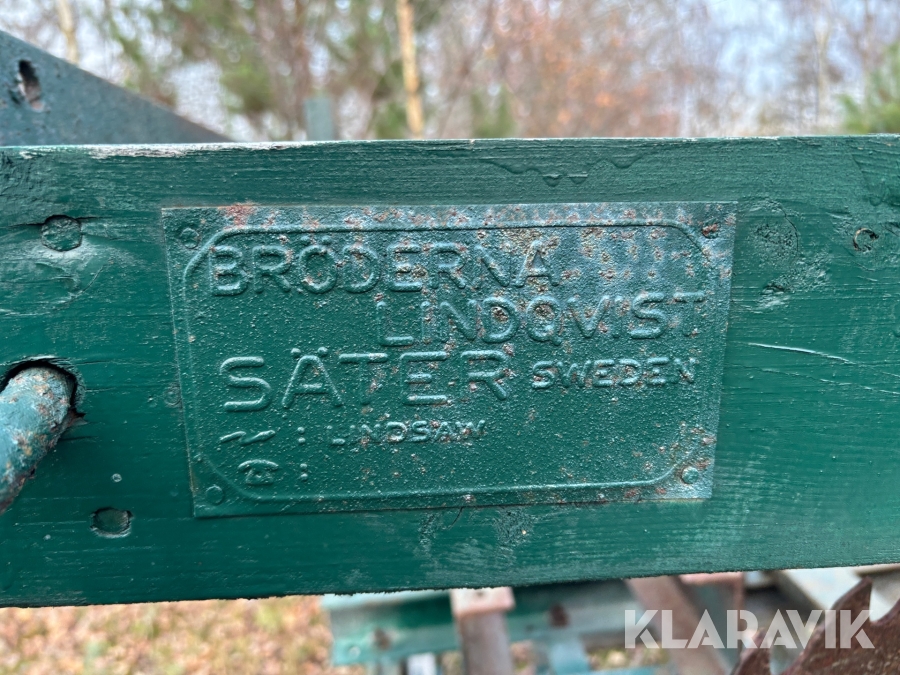 BRÖDERNA
LINDQVIST
SÄTER SWEDEN
: LINDSAW
:
KLARAVIK